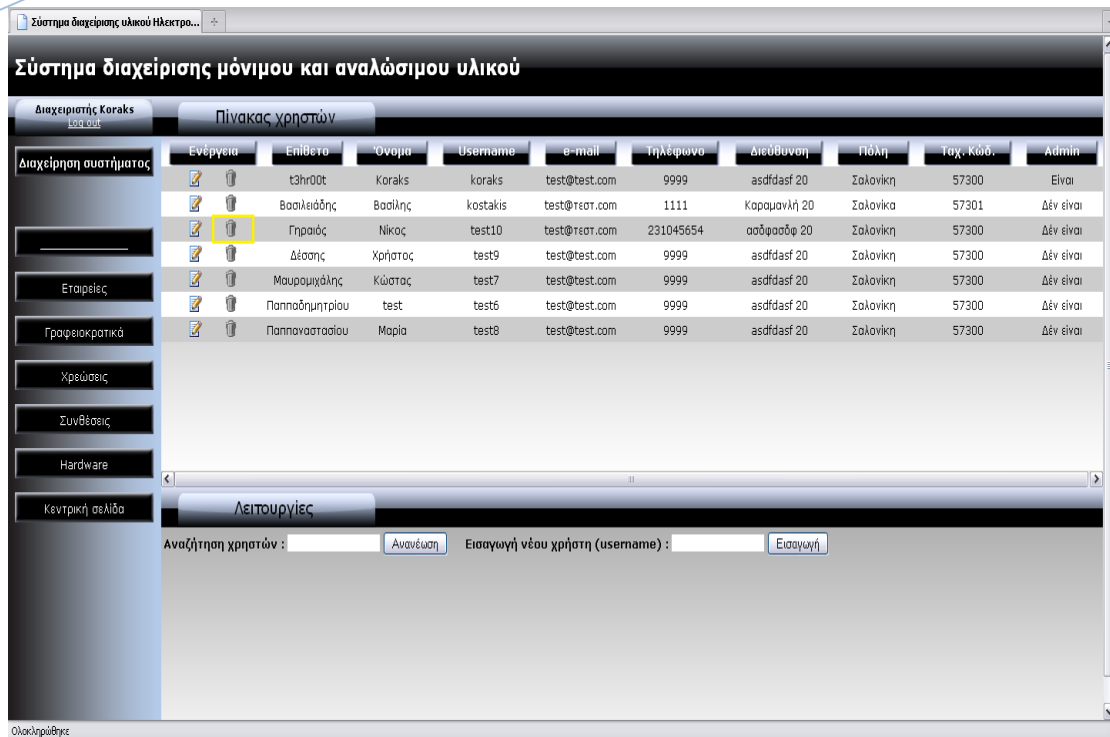 Σύστημα διαχείρισης υλικού Ηλεκτρο...
Σύστημα διαχείρισης μόνιμου και αναλώσιμου υλικού
Διαχειριστής Koraks
Log out
Πίνακας χρηστών
Διαχείρηση συστήματος
Εταιρείες
Γραφειοκρατικά
Χρεώσεις
Συνθέσεις
Hardware
Κεντρική σελίδα
Ενέργεια Επίθετο Όνομα Username e-mail Τηλέφωνο Διεύθυνση Πόλη Ταχ. Κώδ. Admin
t3hr00t Koraks koraks test@test.com 9999 asdfdasf 20 Σαλονίκη 57300 Είναι
Βασιλειάδης Βασίλης kostakis test@τεστ.com 1111 Καραμανλή 20 Σαλονίκα 57301 Δέν είναι
Γηραιός Νίκος test10 test@τεστ.com 231045654 ασδφασδφ 20 Σαλονίκη 57300 Δέν είναι
Δέσσης Χρήστος test9 test@test.com 9999 asdfdasf 20 Σαλονίκη 57300 Δέν είναι
Μαυρομιχάλης Κώστας test7 test@test.com 9999 asdfdasf 20 Σαλονίκη 57300 Δέν είναι
Παππαδημητρίου test test6 test@test.com 9999 asdfdasf 20 Σαλονίκη 57300 Δέν είναι
Παππαναστασίου Μαρία test8 test@test.com 9999 asdfdasf 20 Σαλονίκη 57300 Δέν είναι
Λειτουργίες
Αναζήτηση χρηστών : Ανανέωση Εισαγωγή νέου χρήστη (username) : Εισαγωγή
Ολοκληρώθηκε